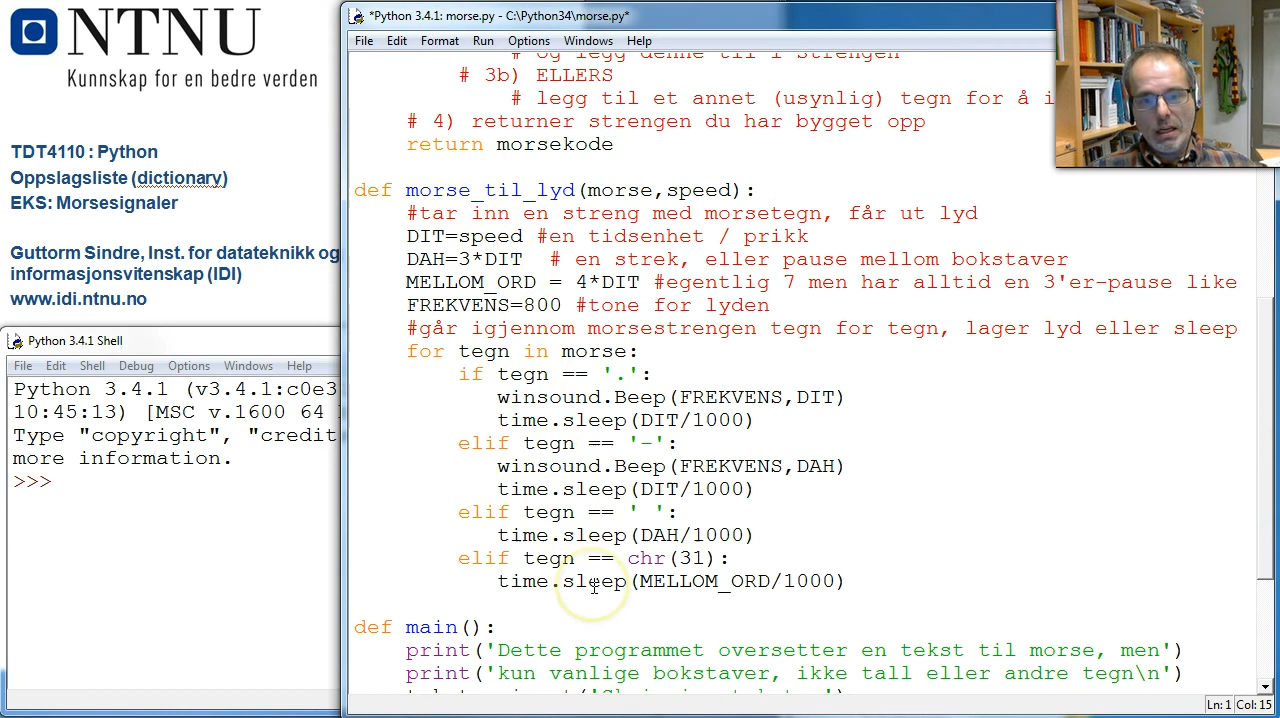 NTNU
Kunnskap for en bedre verden
TDT4110 : Python
Oppslagsliste (dictionary)
EKS: Morsesignaler
Guttorm Sindre, Inst. for datateknikk og
informasjonsvitenskap (IDI)
www.idi.ntnu.no
Python 3.4.1 Shell
File Edit Shell Debug Options Windows Help
Python 3.4.1 (v3.4.1:c0e3
10:45:13) [MSC v.1600 64
Type "copyright", "credit
more information.
>>>
*Python 3.4.1: morse.py - C:\Python34\morse.py*
File Edit Format Run Options Windows Help
# og legg denne til i strengen
# 3b) ELLERS
# legg til et annet (usynlig) tegn for å i
# 4) returner strengen du har bygget opp
return morsekode
def morse_til_lyd(morse,speed):
#tar inn en streng med morsetegn, får ut lyd
DIT=speed #en tidsenhet / prikk
DAH=3*DIT # en strek, eller pause mellom bokstaver
MELLOM_ORD = 4*DIT #egentlig 7 men har alltid en 3'er-pause like
FREKVENS=800 #tone for lyden
#går igjennom morsestrengen tegn for tegn, lager lyd eller sleep
for tegn in morse:
if tegn == '.':
winsound.Beep(FREKVENS,DIT)
time.sleep(DIT/1000)
elif tegn == '-':
winsound.Beep(FREKVENS,DAH)
time.sleep(DIT/1000)
elif tegn == ' ':
time.sleep(DAH/1000)
elif tegn == chr(31):
time.sleep(MELLOM_ORD/1000)
def main():
print('Dette programmet oversetter en tekst til morse, men')
print('kun vanlige bokstaver, ikke tall eller andre tegn\n')
Ln: 1 Col: 15